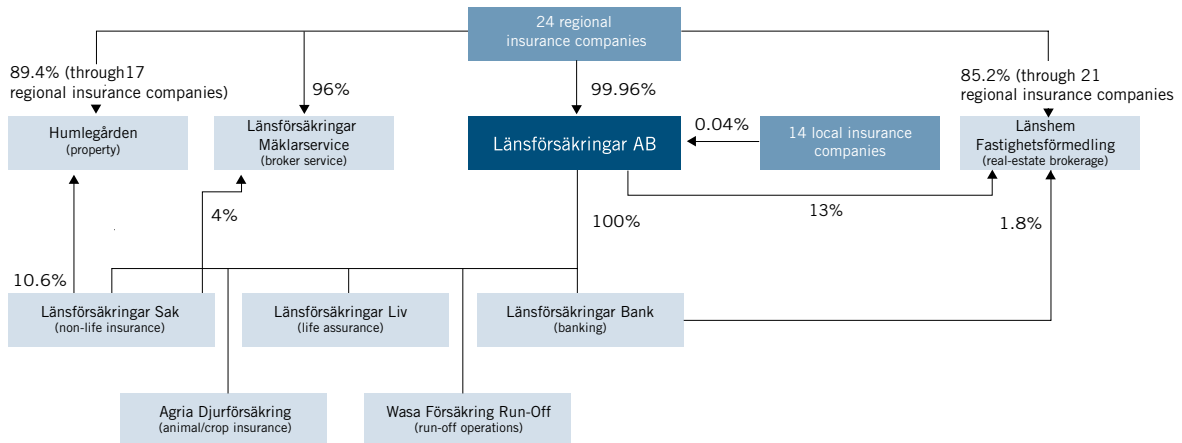 24 regional
insurance companies
89.4% (through17
regional insurance companies)
96%
99.96%
85.2% (through 21
regional insurance companies
Humlegården
(property)
Länsförsäkringar
Mäklarservice
(broker service)
Länsförsäkringar AB
0.04%
14 local insurance
companies
Länshem
Fastighetsförmedling
(real-estate brokerage)
4%
100%
13%
1.8%
10.6%
Länsförsäkringar Sak
(non-life insurance)
Länsförsäkringar Liv
(life assurance)
Länsförsäkringar Bank
(banking)
Agria Djurförsäkring
(animal/crop insurance)
Wasa Försäkring Run-Off
(run-off operations)